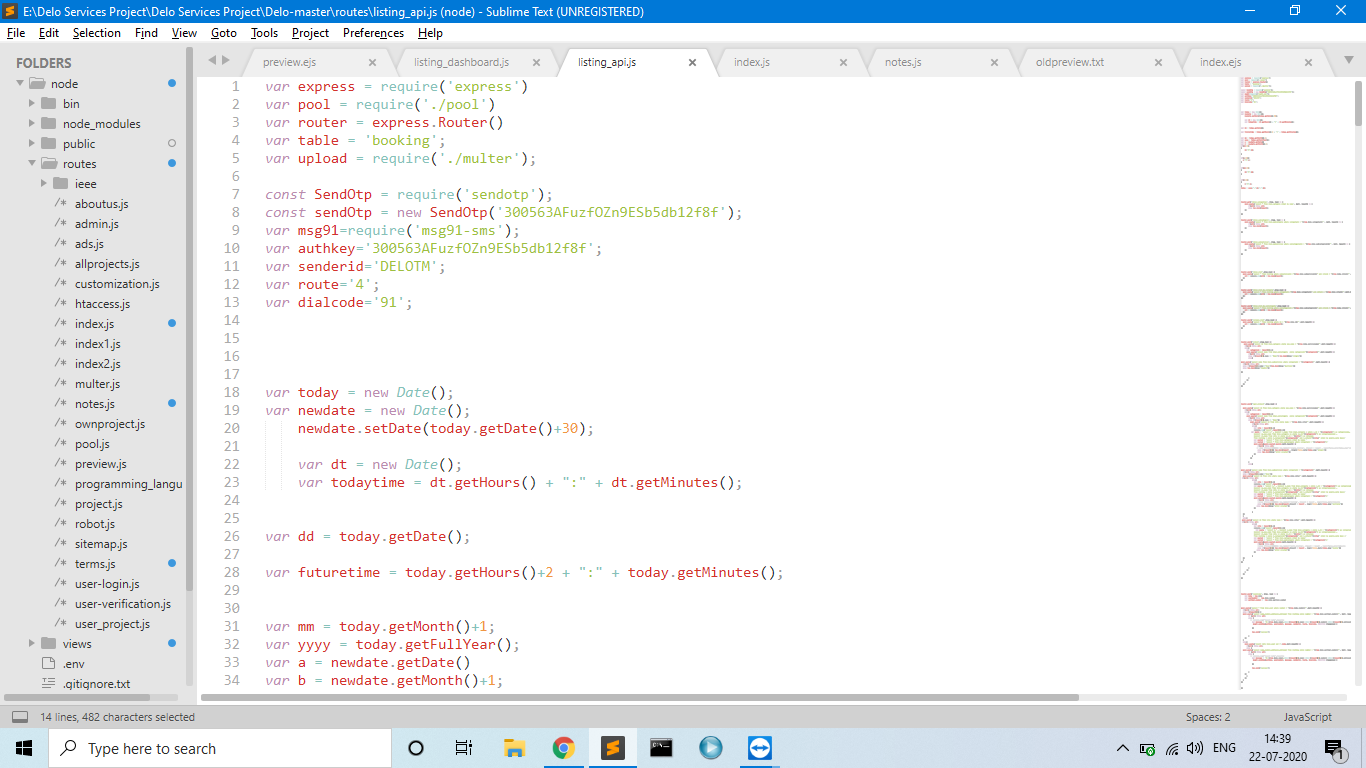 E:\Delo Services Project\Delo Services Project\Delo-master\routes\listing_api.js (node) - Sublime Text (UNREGISTERED)
File Edit Selection Find View Goto Tools Project Preferences Help
FOLDERS
node
bin
node_modules
public
routes
ieee
/* aboutus.js
/* admin.js
/* ads.js
/* allprojects.js
/* customization.js
/* htaccess.js
/* index.js
/* index1.js
/* index2.js
/* multer.js
/* notes.js
/* ownproject.js
/* pool.js
/* preview.js
/* programming_langu
/* project.js
/* robot.js
/* sitemap.js
/* terms.js
/* user-login.js
/* user-verification.js
/* user_project.js
views
.env
.gitignore.txt
preview.ejs listing_dashboard.js listing_api.js index.js notes.js oldpreview.txt index.ejs
1 var express = require('express')
2 var pool = require('./pool')
3 var router = express.Router()
4 var table = 'booking';
5 var upload = require('./multer');
6
7 const SendOtp = require('sendotp');
8 const sendOtp = new SendOtp('300563AFuzfOZn9ESb5db12f8f');
9 var msg91=require('msg91-sms');
10 var authkey='300563AFuzfOZn9ESb5db12f8f';
11 var senderid='DELOTM';
12 var route='4';
13 var dialcode='91';
14
15
16
17
18 var today = new Date();
19 var newdate = new Date();
20 newdate.setDate(today.getDate()+30);
21
22 var dt = new Date();
23 var todaytime = dt.getHours() + ":" + dt.getMinutes();
24
25
26 var dd = today.getDate();
27
28 var futuretime = today.getHours()+2 + ":" + today.getMinutes();
29
30
31 var mm = today.getMonth()+1;
32 var yyyy = today.getFullYear();
33 var a = newdate.getDate()
34 var b = newdate.getMonth()+1;
14 lines, 482 characters selected
Spaces: 2 JavaScript
Type here to search
ENG
14:39
22-07-2020
1